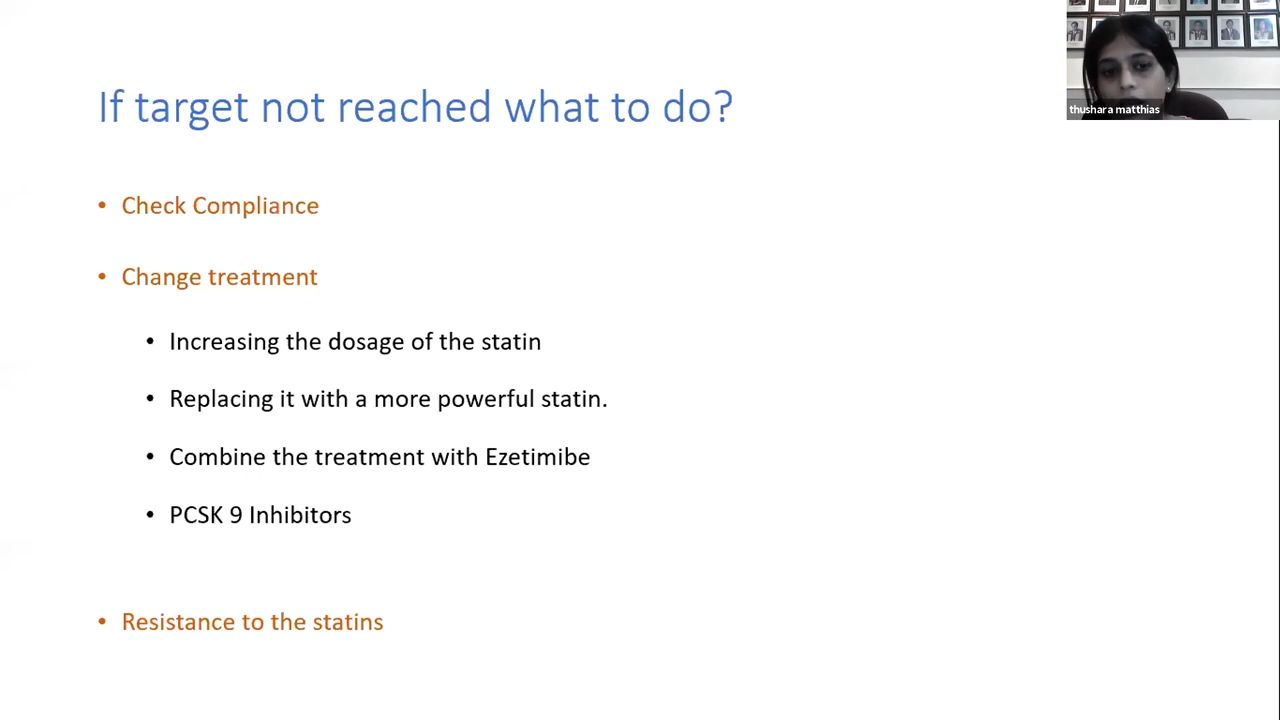 If target not reached what to do?
thushara matthias
• Check Compliance
• Change treatment
• Increasing the dosage of the statin
• Replacing it with a more powerful statin.
• Combine the treatment with Ezetimibe
• PCSK 9 Inhibitors
• Resistance to the statins